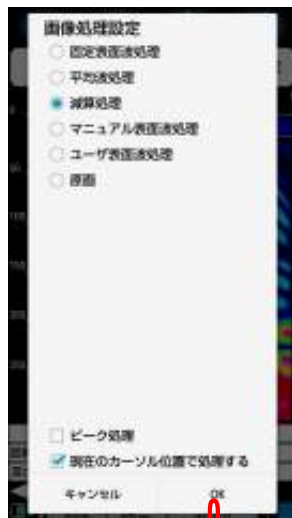 画像処理設定
固定表面波処理
平均波処理
減算処理
マニュアル表面波処理
ユーザ表面波処理
原画
ピーク処理
現在のカーソル位置で処理する
キャンセル
OK